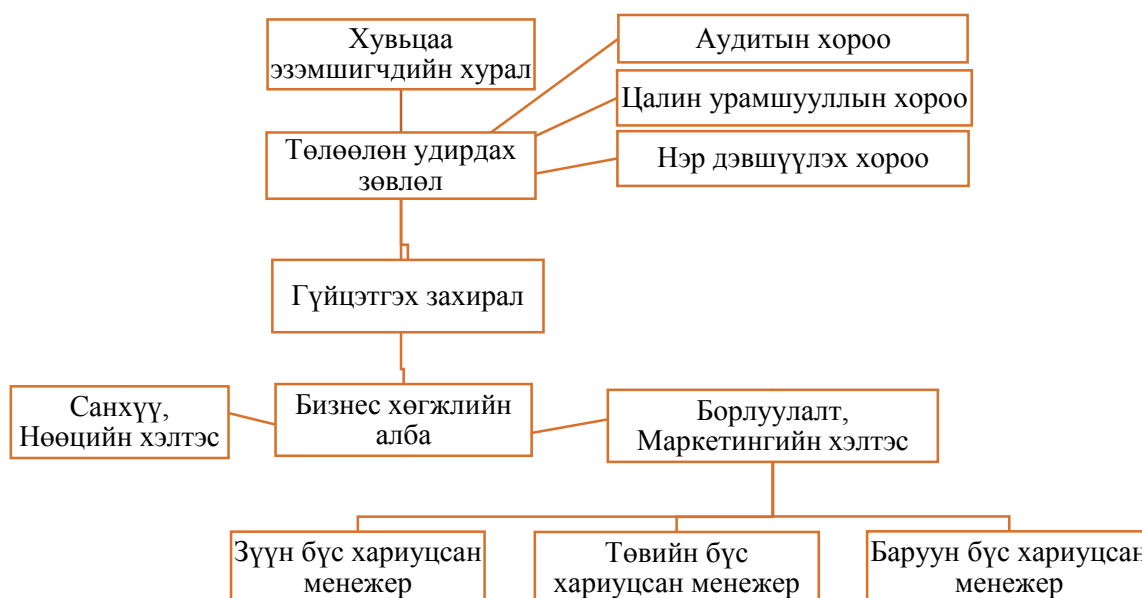 Хувьцаа
эзэмшигчдийн хурал
Аудитын хороо
Цалин урамшууллын хороо
Төлөөлөн удирдах
зөвлөл
Нэр дэвшүүлэх хороо
Гүйцэтгэх захирал
Санхүү,
Нөөцийн хэлтэс
Бизнес хөгжлийн
алба
Борлуулалт,
Маркетингийн хэлтэс
Зүүн бүс хариуцсан
менежер
Төвийн бүс
хариуцсан менежер
Баруун бүс хариуцсан
менежер